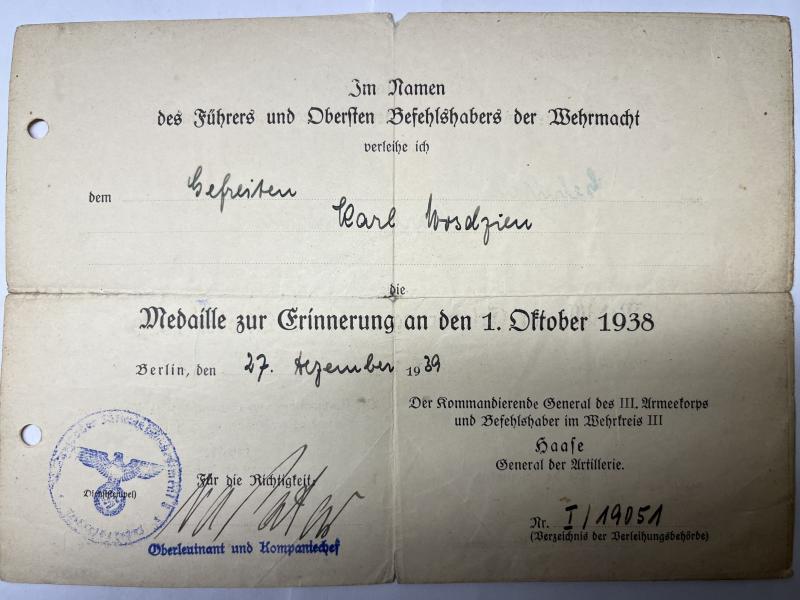 Im Namen
des Führers und Obersten Befehlshabers der Wehrmacht
verleihe ich
dem Gefreiten
Karl Wosdzien
die
Medaille zur Erinnerung an den 1. Oktober 1938
Berlin, den 27. Dezember 1939
Der Kommandierende General des III. Armeekorps
und Befehlshaber im Wehrkreis III
Haase
General der Artillerie.
Für die Richtigkeit:
(Dienststempel)
Oberleutnant und Kompaniechef
Nr. I/19051
(Verzeichnis der Verleihungsbehörde)